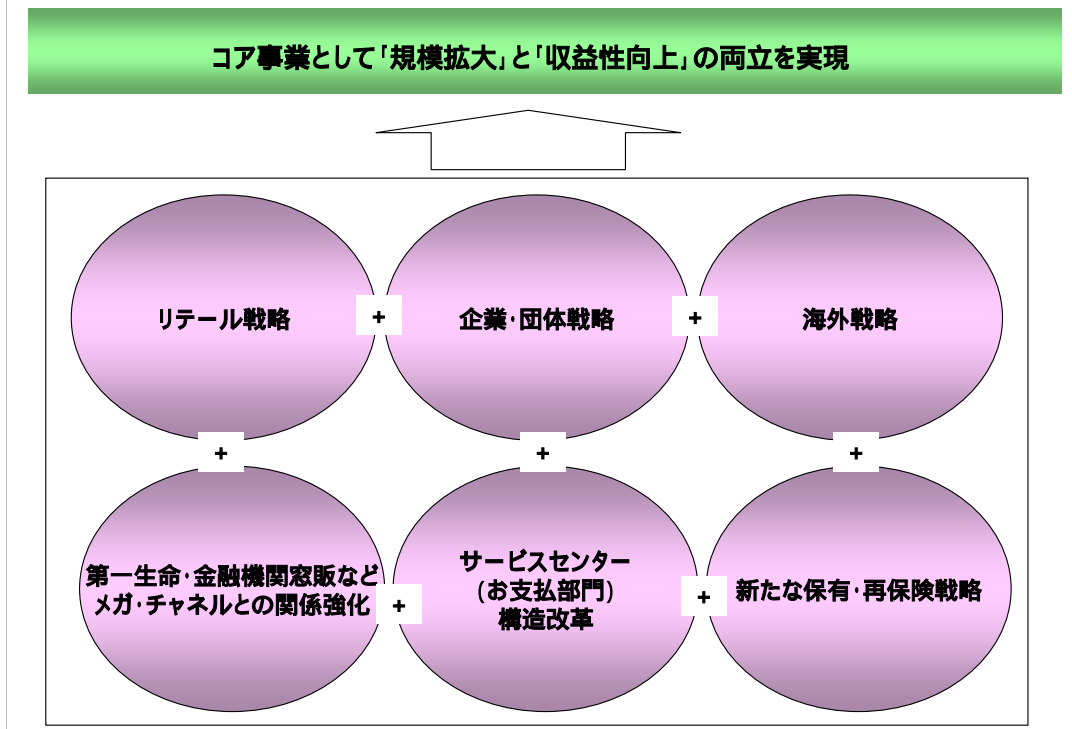 コア事業として「規模拡大」と「収益性向上」の両立を実現
リテール戦略
+
企業・団体戦略
+
海外戦略
+
+
+
第一生命・金融機関窓販など
メガ・チャネルとの関係強化
+
サービスセンター
(お支払部門)
構造改革
+
新たな保有・再保険戦略